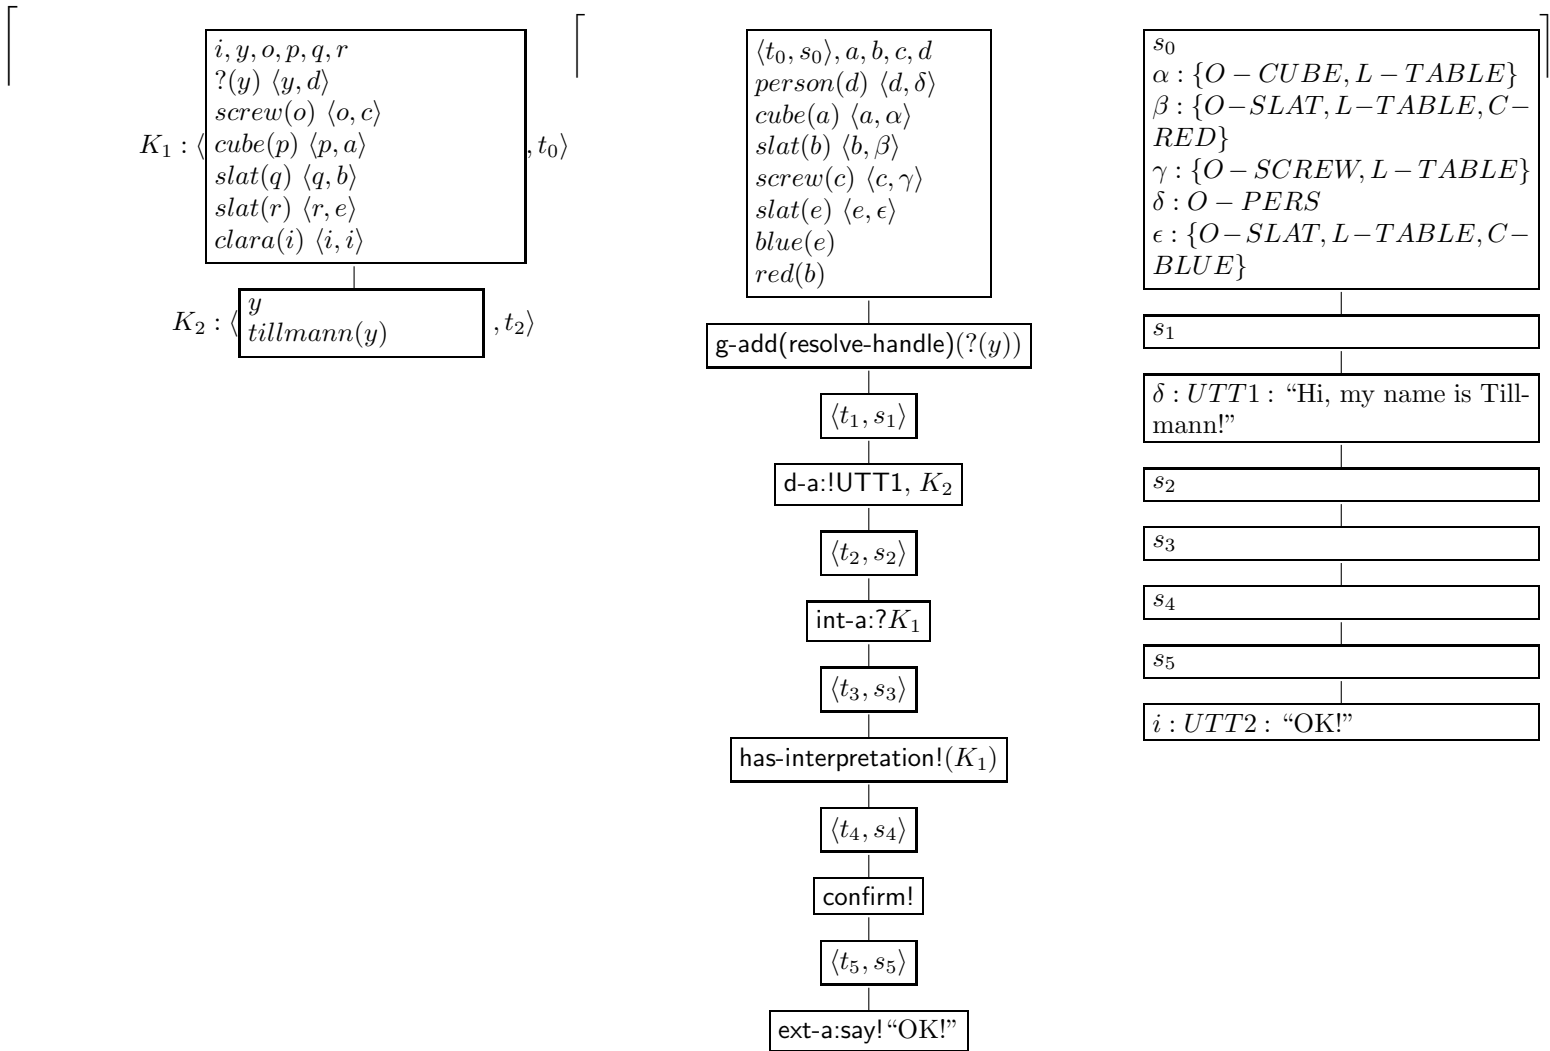 i, y, o, p, q, r
?(y) ⟨y, d⟩
screw(o) ⟨o, c⟩
K₁ : ⟨ cube(p) ⟨p, a⟩ , t₀⟩
slat(q) ⟨q, b⟩
slat(r) ⟨r, e⟩
clara(i) ⟨i, i⟩
y
K₂ : ⟨ tillmann(y) , t₂⟩
⟨t₀, s₀⟩, a, b, c, d
person(d) ⟨d, δ⟩
cube(a) ⟨a, α⟩
slat(b) ⟨b, β⟩
screw(c) ⟨c, γ⟩
slat(e) ⟨e, ϵ⟩
blue(e)
red(b)
g-add(resolve-handle)(?(y))
⟨t₁, s₁⟩
d-a:!UTT1, K₂
⟨t₂, s₂⟩
int-a:?K₁
⟨t₃, s₃⟩
has-interpretation!(K₁)
⟨t₄, s₄⟩
confirm!
⟨t₅, s₅⟩
ext-a:say! “OK!”
s₀
α : {O − CUBE, L − TABLE}
β : {O−SLAT, L−TABLE, C−
RED}
γ : {O − SCREW, L − TABLE}
δ : O − PERS
ϵ : {O − SLAT, L − TABLE, C −
BLUE}
s₁
δ : UTT1 : “Hi, my name is Till-
mann!”
s₂
s₃
s₄
s₅
i : UTT2 : “OK!”